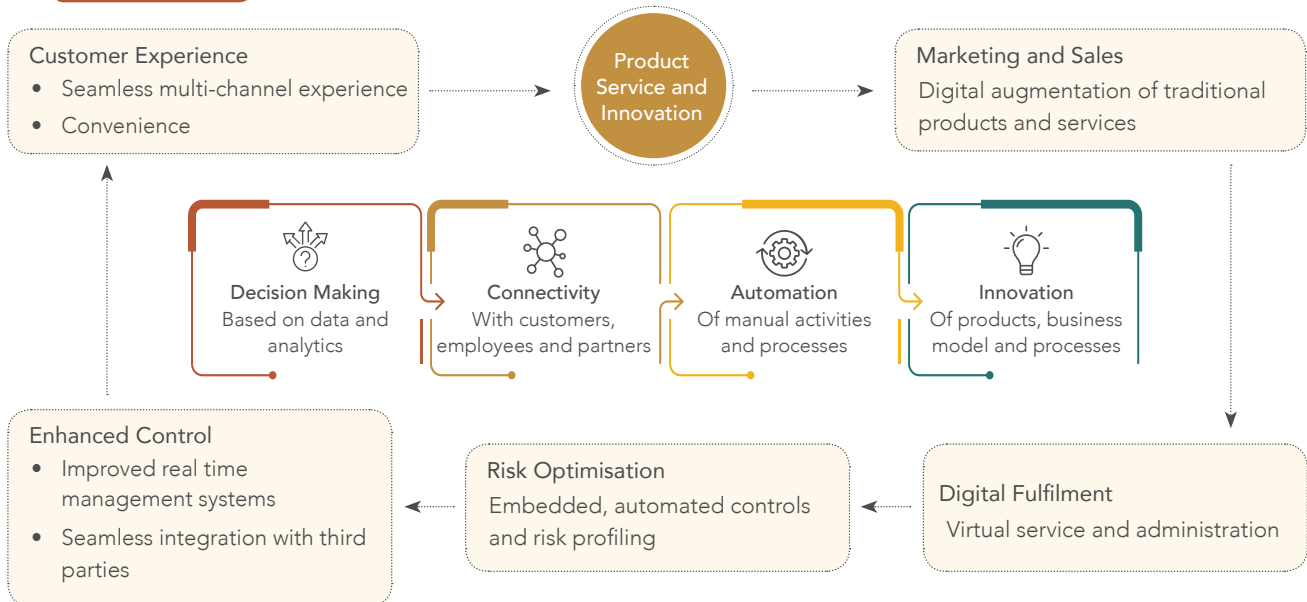 Customer Experience
• Seamless multi-channel experience
• Convenience
Product
Service and
Innovation
Marketing and Sales
Digital augmentation of traditional
products and services
Decision Making
Based on data and
analytics
Connectivity
With customers,
employees and partners
Automation
Of manual activities
and processes
Innovation
Of products, business
model and processes
Enhanced Control
• Improved real time
management systems
• Seamless integration with third
parties
Risk Optimisation
Embedded, automated controls
and risk profiling
Digital Fulfilment
Virtual service and administration